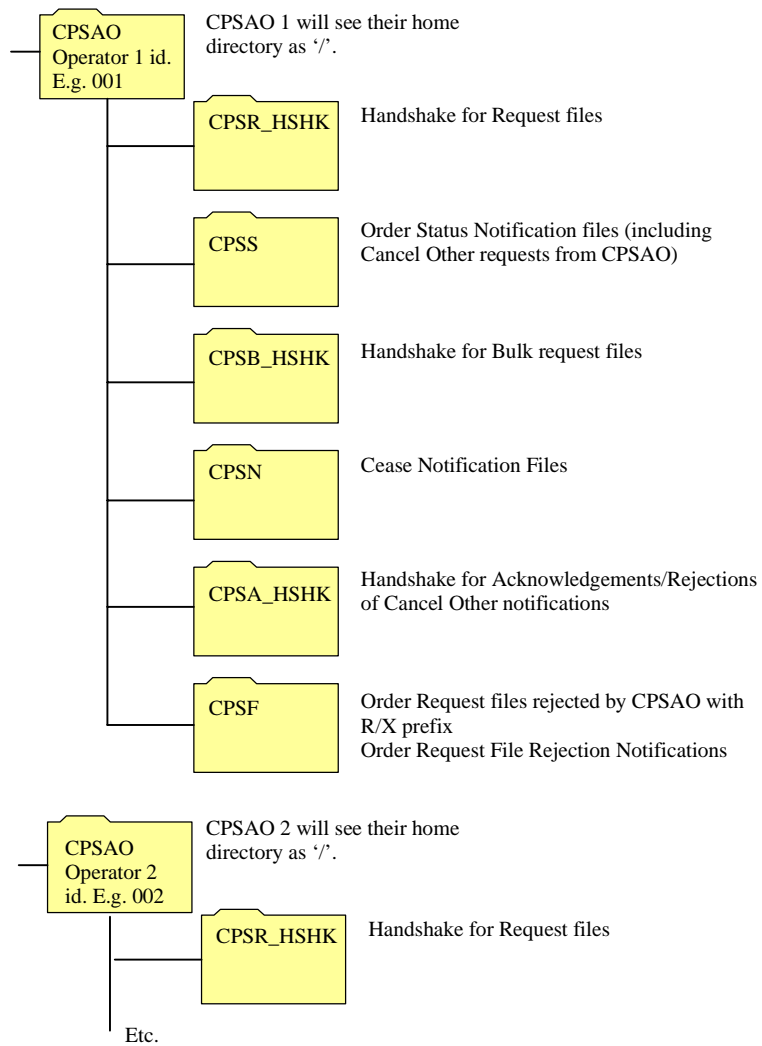 CPSAO
Operator 1 id.
E.g. 001
CPSAO 1 will see their home
directory as ‘/’.
CPSR_HSHK
Handshake for Request files
CPSS
Order Status Notification files (including
Cancel Other requests from CPSAO)
CPSB_HSHK
Handshake for Bulk request files
CPSN
Cease Notification Files
CPSA_HSHK
Handshake for Acknowledgements/Rejections
of Cancel Other notifications
CPSF
Order Request files rejected by CPSAO with
R/X prefix
Order Request File Rejection Notifications
CPSAO
Operator 2
id. E.g. 002
CPSAO 2 will see their home
directory as ‘/’.
CPSR_HSHK
Handshake for Request files
Etc.